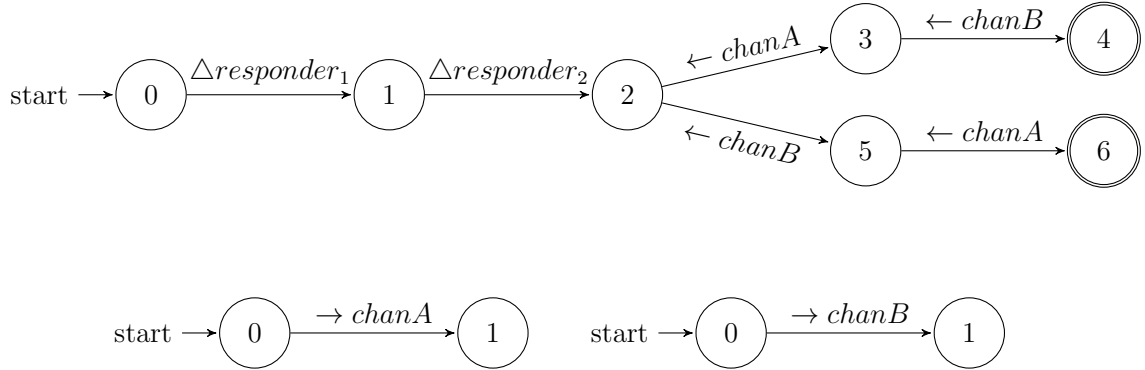 start 0 △responder₁ 1 △responder₂ 2 ← chanA 3 ← chanB 4
← chanB 5 ← chanA 6
start 0 → chanA 1
start 0 → chanB 1